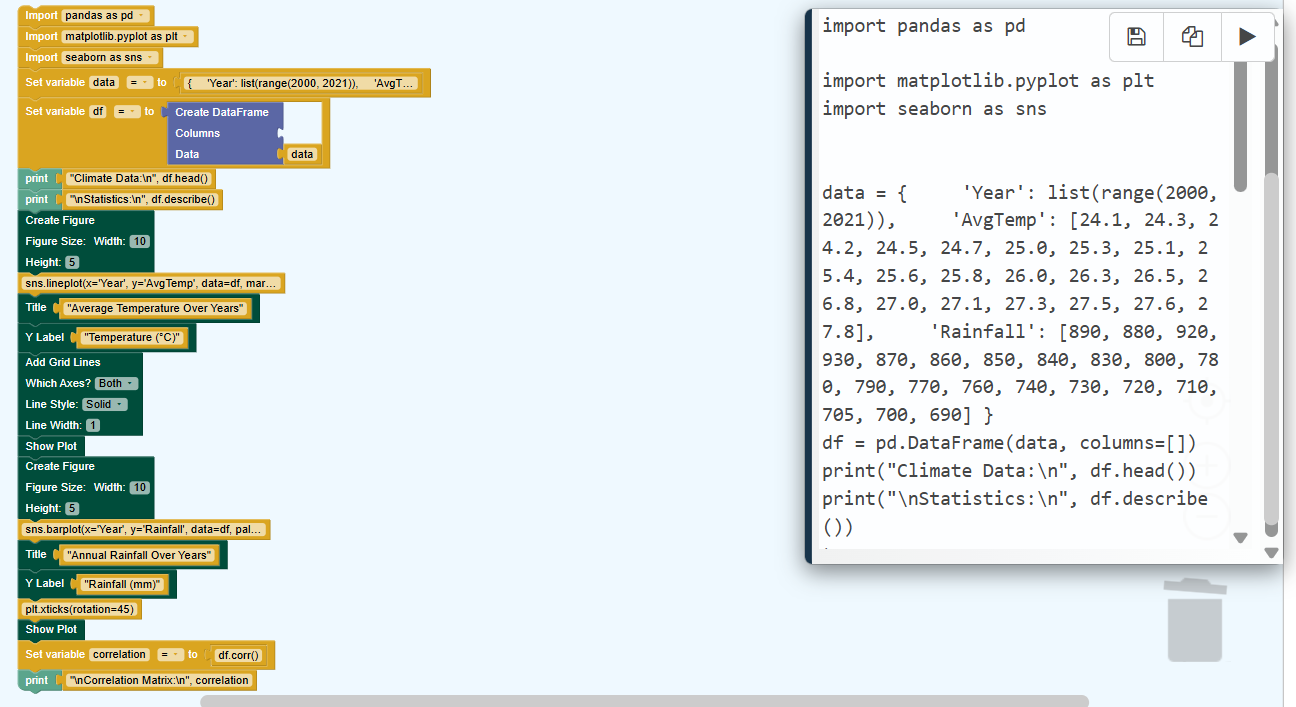 Import pandas as pd
Import matplotlib.pyplot as plt
Import seaborn as sns
Set variable data = to { 'Year': list(range(2000, 2021)), 'AvgT...
Set variable df = to Create DataFrame
Columns
Data data
print "Climate Data:\n", df.head()
print "\nStatistics:\n", df.describe()
Create Figure
Figure Size: Width: 10
Height: 5
sns.lineplot(x='Year', y='AvgTemp', data=df, mar...
Title "Average Temperature Over Years"
Y Label "Temperature (°C)"
Add Grid Lines
Which Axes? Both
Line Style: Solid
Line Width: 1
Show Plot
Create Figure
Figure Size: Width: 10
Height: 5
sns.barplot(x='Year', y='Rainfall', data=df, pal...
Title "Annual Rainfall Over Years"
Y Label "Rainfall (mm)"
plt.xticks(rotation=45)
Show Plot
Set variable correlation = to df.corr()
print "\nCorrelation Matrix:\n", correlation
import pandas as pd
import matplotlib.pyplot as plt
import seaborn as sns
data = { 'Year': list(range(2000,
2021)), 'AvgTemp': [24.1, 24.3, 2
4.2, 24.5, 24.7, 25.0, 25.3, 25.1, 2
5.4, 25.6, 25.8, 26.0, 26.3, 26.5, 2
6.8, 27.0, 27.1, 27.3, 27.5, 27.6, 2
7.8], 'Rainfall': [890, 880, 920,
930, 870, 860, 850, 840, 830, 800, 78
0, 790, 770, 760, 740, 730, 720, 710,
705, 700, 690] }
df = pd.DataFrame(data, columns=[])
print("Climate Data:\n", df.head())
print("\nStatistics:\n", df.describe
())